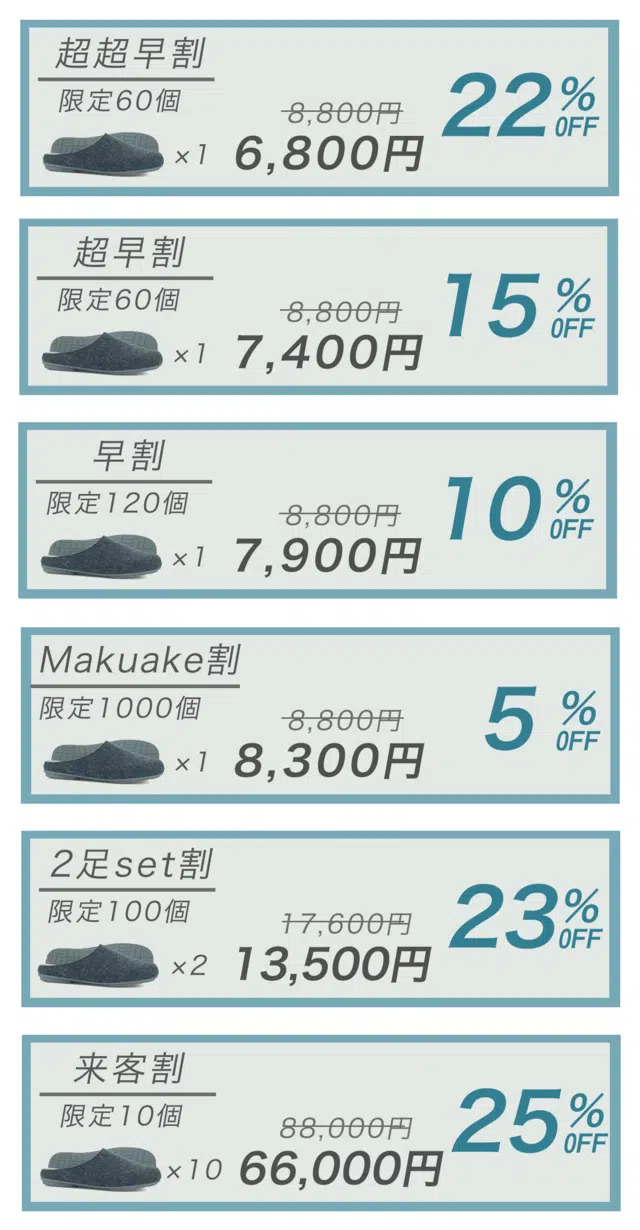 超超早割
限定60個
×1
8,800円
6,800円
22%
OFF
超早割
限定60個
×1
8,800円
7,400円
15%
OFF
早割
限定120個
×1
8,800円
7,900円
10%
OFF
Makuake割
限定1000個
×1
8,800円
8,300円
5%
OFF
2足set割
限定100個
×2
17,600円
13,500円
23%
OFF
来客割
限定10個
×10
88,000円
66,000円
25%
OFF